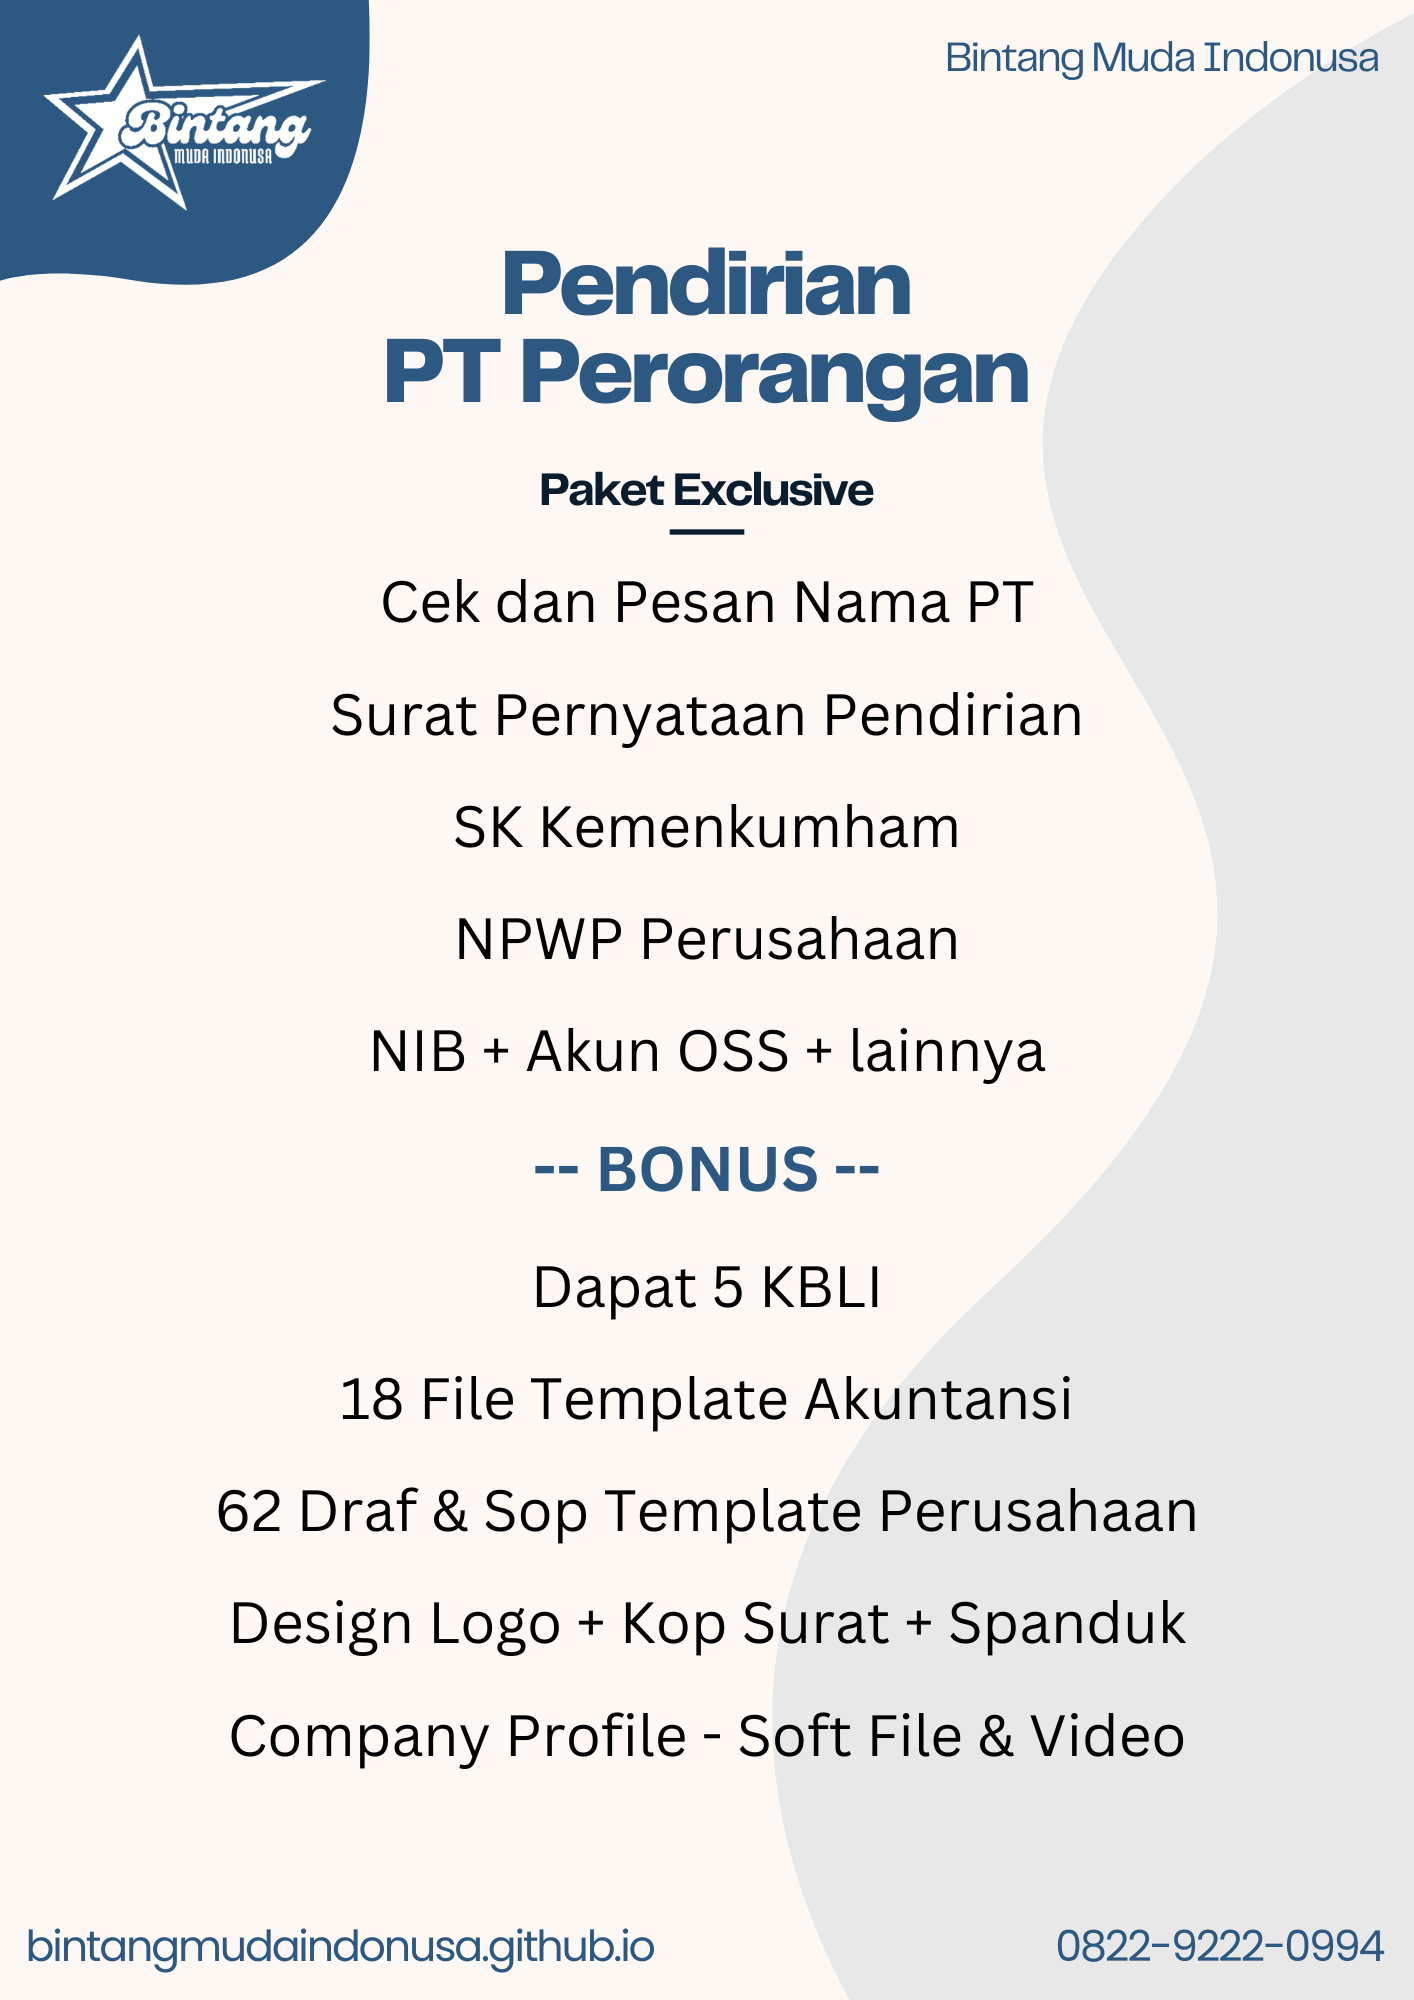 Bintang
MUDA INDONUSA
Bintang Muda Indonusa
Pendirian
PT Perorangan
Paket Exclusive
Cek dan Pesan Nama PT
Surat Pernyataan Pendirian
SK Kemenkumham
NPWP Perusahaan
NIB + Akun OSS + lainnya
-- BONUS --
Dapat 5 KBLI
18 File Template Akuntansi
62 Draf & Sop Template Perusahaan
Design Logo + Kop Surat + Spanduk
Company Profile - Soft File & Video
bintangmudaindonusa.github.io
0822-9222-0994